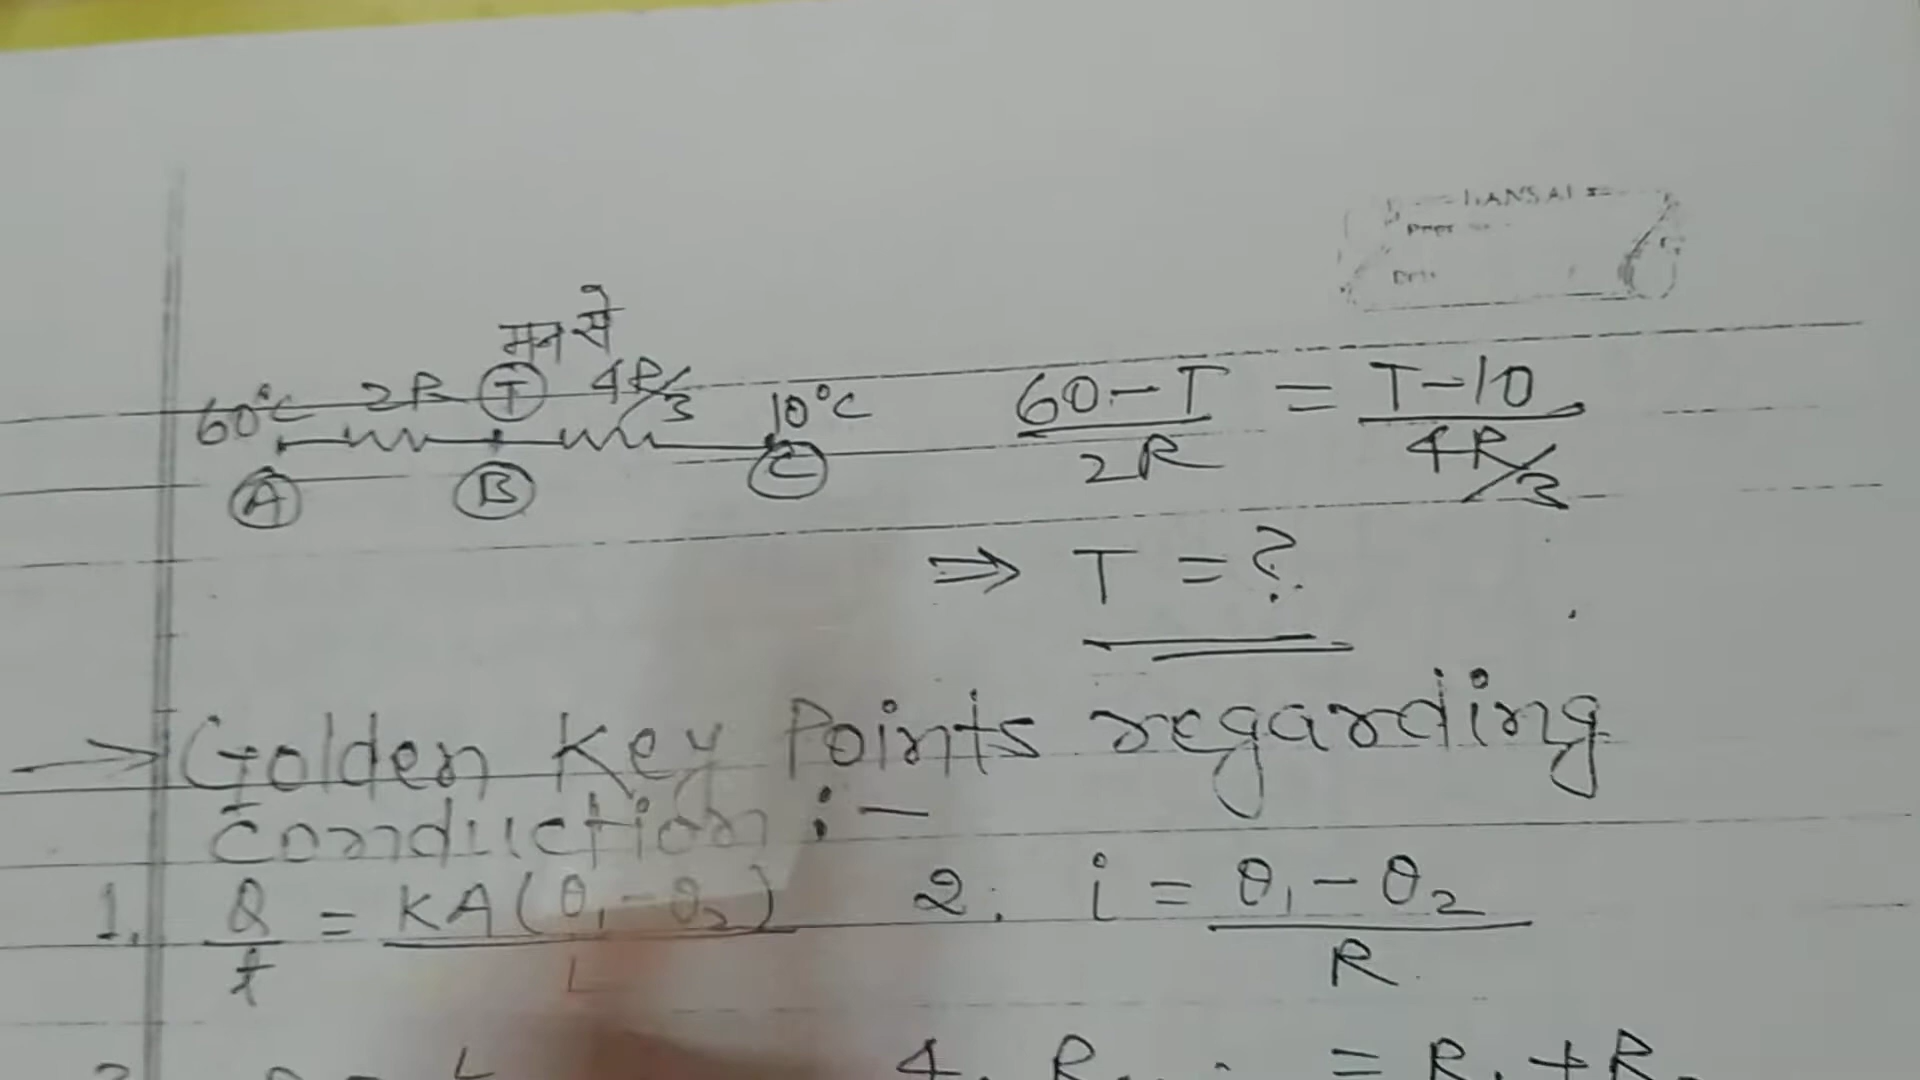 मन से
60°C 2R T 4R/3 10°C
A B C
60-T/2R = T-10/4R/3
⇒ T = ?
→ Golden Key Points regarding
Conduction :-
1. Q/t = KA(θ₁-θ₂)/L 2. i = θ₁-θ₂/R